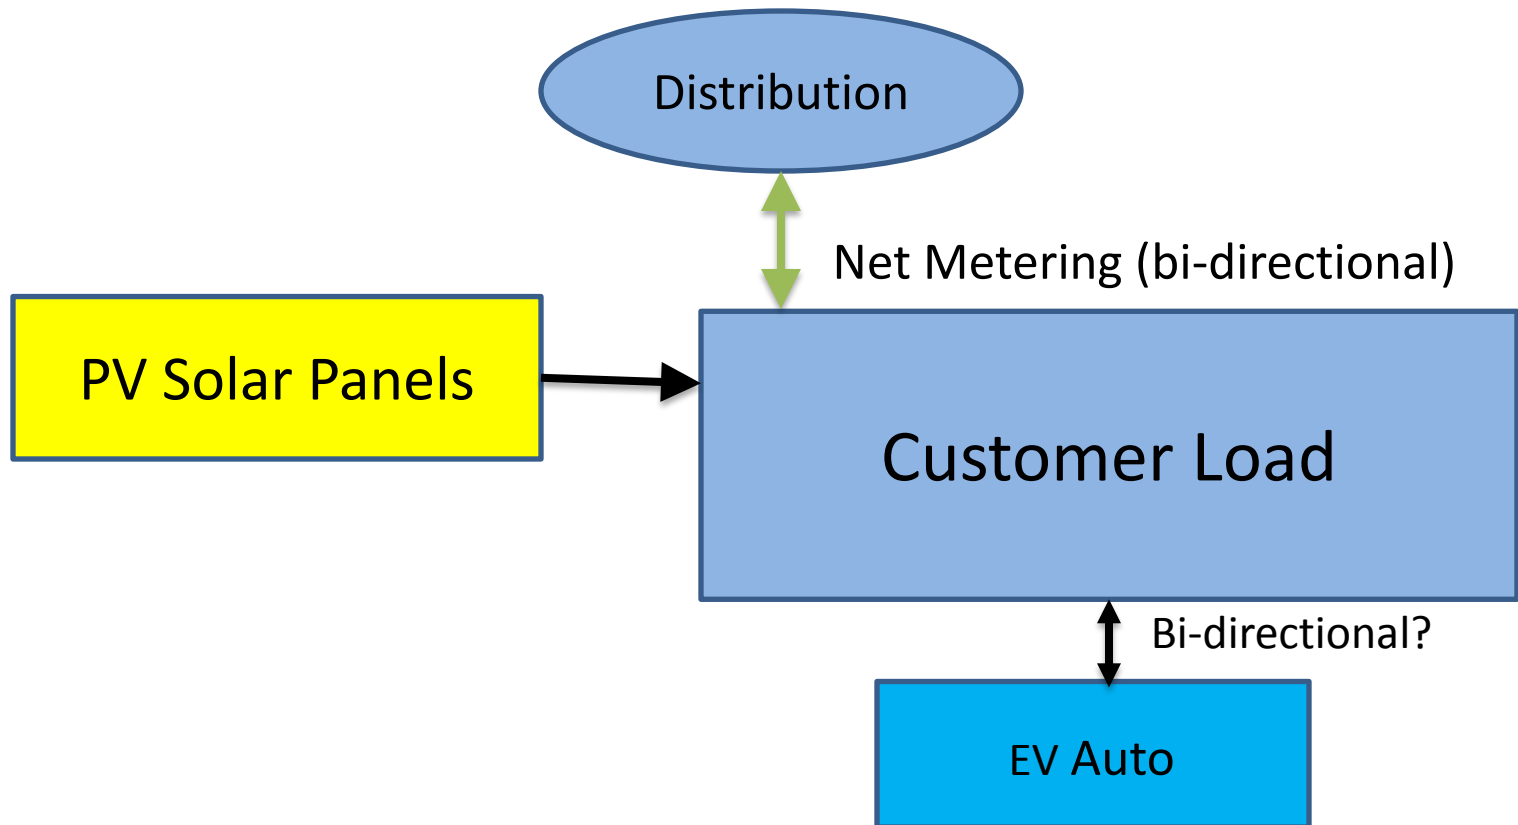 Distribution
Net Metering (bi-directional)
PV Solar Panels
Customer Load
Bi-directional?
EV Auto